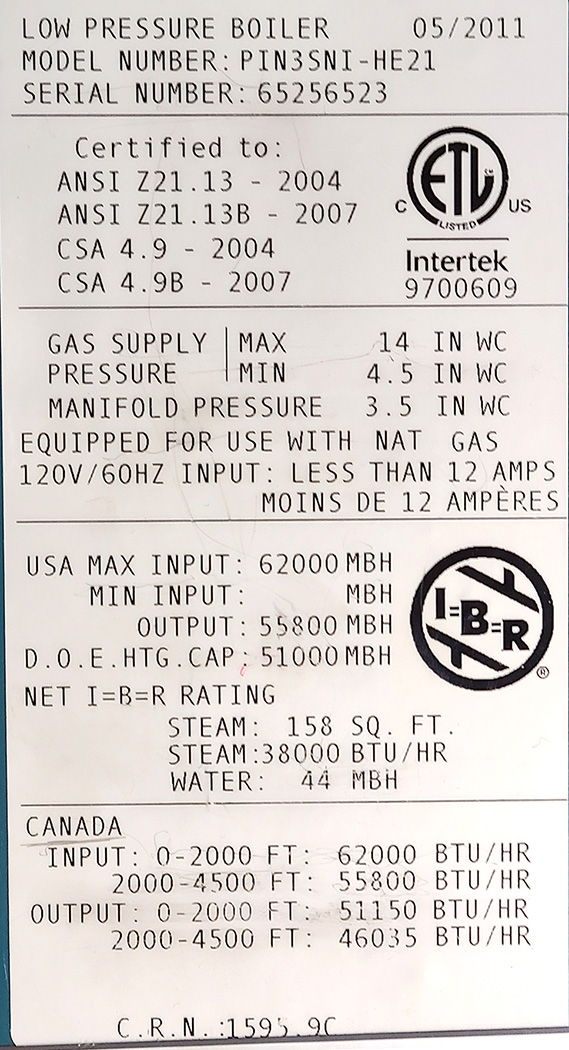 LOW PRESSURE BOILER 05/2011
MODEL NUMBER: PIN3SNI-HE21
SERIAL NUMBER: 65256523
Certified to:
ANSI Z21.13 - 2004
ANSI Z21.13B - 2007
CSA 4.9 - 2004
CSA 4.9B - 2007
C ETL US
LISTED
Intertek
9700609
GAS SUPPLY MAX 14 IN WC
PRESSURE MIN 4.5 IN WC
MANIFOLD PRESSURE 3.5 IN WC
EQUIPPED FOR USE WITH NAT GAS
120V/60HZ INPUT: LESS THAN 12 AMPS
MOINS DE 12 AMPÈRES
USA MAX INPUT: 62000 MBH
MIN INPUT: MBH
OUTPUT: 55800 MBH
D.O.E.HTG.CAP: 51000 MBH
I=B=R ®
NET I=B=R RATING
STEAM: 158 SQ. FT.
STEAM:38000 BTU/HR
WATER: 44 MBH
CANADA
INPUT: 0-2000 FT: 62000 BTU/HR
2000-4500 FT: 55800 BTU/HR
OUTPUT: 0-2000 FT: 51150 BTU/HR
2000-4500 FT: 46035 BTU/HR
C.R.N.:1595.9C